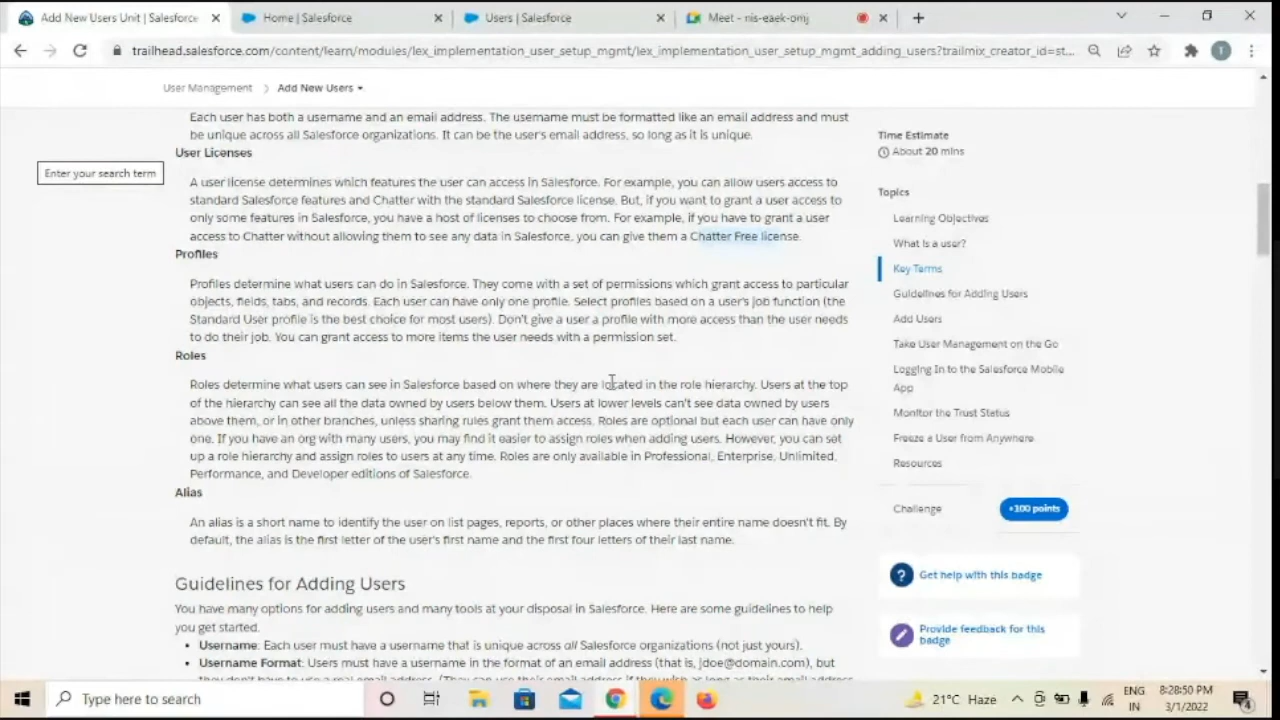 Add New Users Unit | Salesforce
Home | Salesforce
Users | Salesforce
Meet - nis-eaek-omj
trailhead.salesforce.com/content/learn/modules/lex_implementation_user_setup_mgmt/lex_implementation_user_setup_mgmt_adding_users?trailmix_creator_id=st...
T
User Management
Add New Users
Enter your search term
Each user has both a username and an email address. The username must be formatted like an email address and must
be unique across all Salesforce organizations. It can be the user's email address, so long as it is unique.
User Licenses
A user license determines which features the user can access in Salesforce. For example, you can allow users access to
standard Salesforce features and Chatter with the standard Salesforce license. But, if you want to grant a user access to
only some features in Salesforce, you have a host of licenses to choose from. For example, if you have to grant a user
access to Chatter without allowing them to see any data in Salesforce, you can give them a Chatter Free license.
Profiles
Profiles determine what users can do in Salesforce. They come with a set of permissions which grant access to particular
objects, fields, tabs, and records. Each user can have only one profile. Select profiles based on a user's job function (the
Standard User profile is the best choice for most users). Don't give a user a profile with more access than the user needs
to do their job. You can grant access to more items the user needs with a permission set.
Roles
Roles determine what users can see in Salesforce based on where they are located in the role hierarchy. Users at the top
of the hierarchy can see all the data owned by users below them. Users at lower levels can't see data owned by users
above them, or in other branches, unless sharing rules grant them access. Roles are optional but each user can have only
one. If you have an org with many users, you may find it easier to assign roles when adding users. However, you can set
up a role hierarchy and assign roles to users at any time. Roles are only available in Professional, Enterprise, Unlimited,
Performance, and Developer editions of Salesforce.
Alias
An alias is a short name to identify the user on list pages, reports, or other places where their entire name doesn't fit. By
default, the alias is the first letter of the user's first name and the first four letters of their last name.
Guidelines for Adding Users
You have many options for adding users and many tools at your disposal in Salesforce. Here are some guidelines to help
you get started.
• Username: Each user must have a username that is unique across all Salesforce organizations (not just yours).
• Username Format: Users must have a username in the format of an email address (that is, jdoe@domain.com), but
they don't have to use a real email address. (They can use their email address if they wish as long as their email address
Time Estimate
About 20 mins
Topics
Learning Objectives
What is a user?
Key Terms
Guidelines for Adding Users
Add Users
Take User Management on the Go
Logging In to the Salesforce Mobile
App
Monitor the Trust Status
Freeze a User from Anywhere
Resources
Challenge
+100 points
Get help with this badge
Provide feedback for this
badge
Type here to search
21°C Haze
ENG
IN
8:28:50 PM
3/1/2022
4